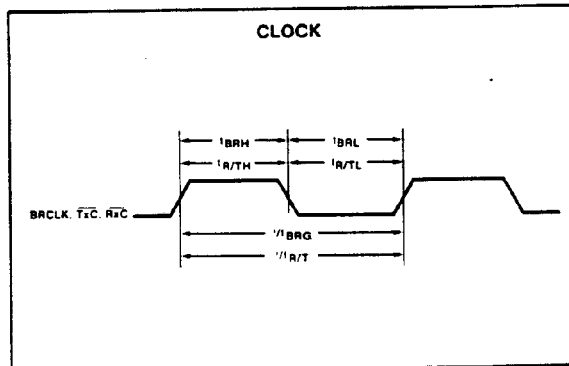 CLOCK
tBRH tBRL
tR/TH tR/TL
BRCLK, TxC, RxC
1/fBRG
1/fR/T